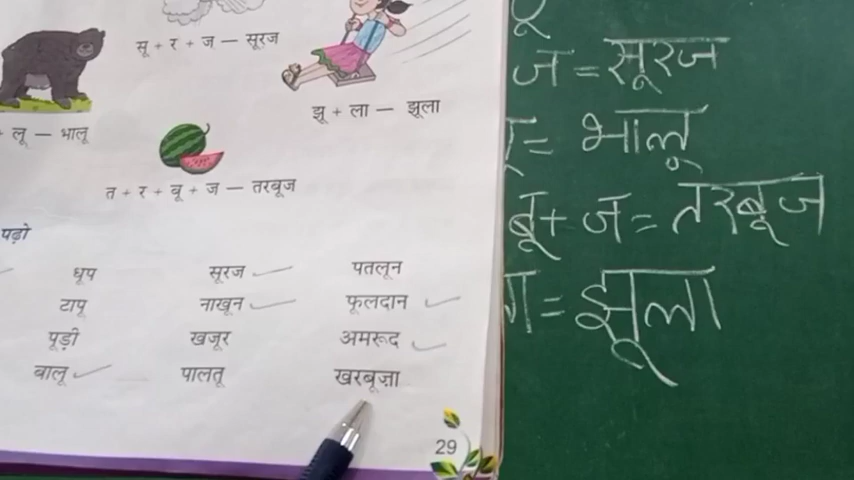 सू + र + ज — सूरज
झू + ला — झूला
+ लू — भालू
त + र + बू + ज — तरबूज
पढ़ो
धूप सूरज पतलून
टापू नाखून फूलदान
पूड़ी खजूर अमरूद
बालू पालतू खरबूज़ा
29
ज = सूरज
= भालू
बू + ज = तरबूज
= झूला